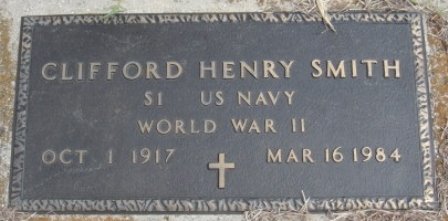 CLIFFORD HENRY SMITH
S1 US NAVY
WORLD WAR II
OCT 1 1917 MAR 16 1984